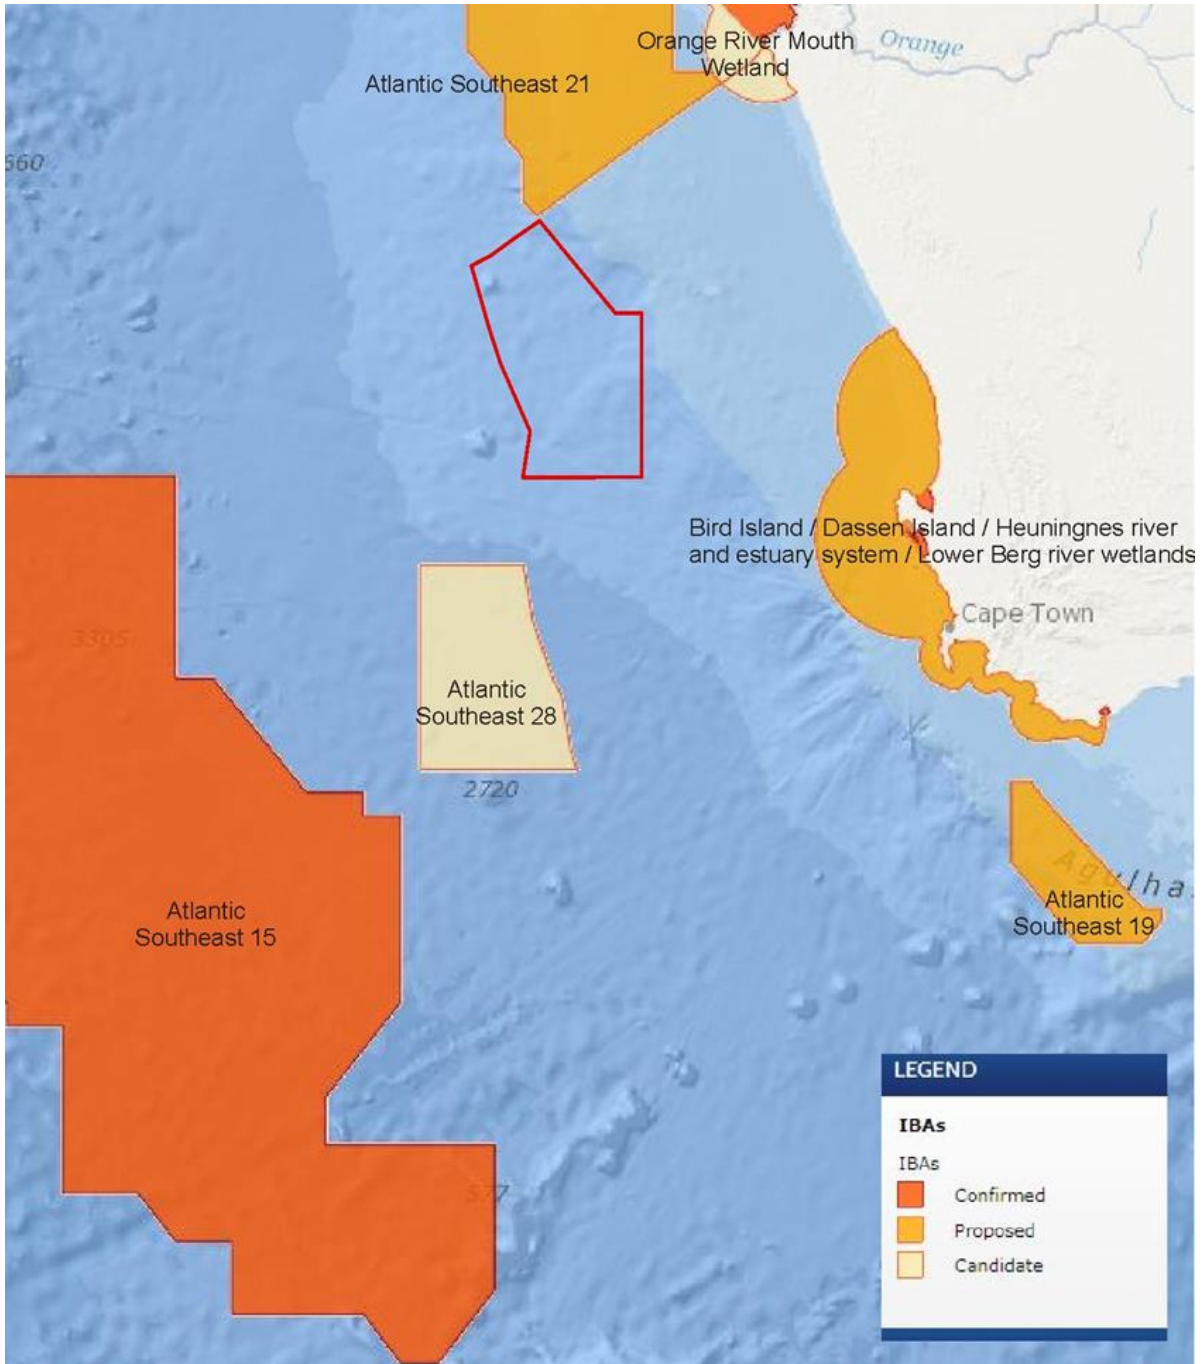 Orange River Mouth
Wetland
Orange
Atlantic Southeast 21
560
Bird Island / Dassen Island / Heuningnes river
and estuary system / Lower Berg river wetlands
Cape Town
3305
Atlantic
Southeast 28
2720
Agulhas
Atlantic
Southeast 19
Atlantic
Southeast 15
577
LEGEND
IBAs
IBAs
Confirmed
Proposed
Candidate